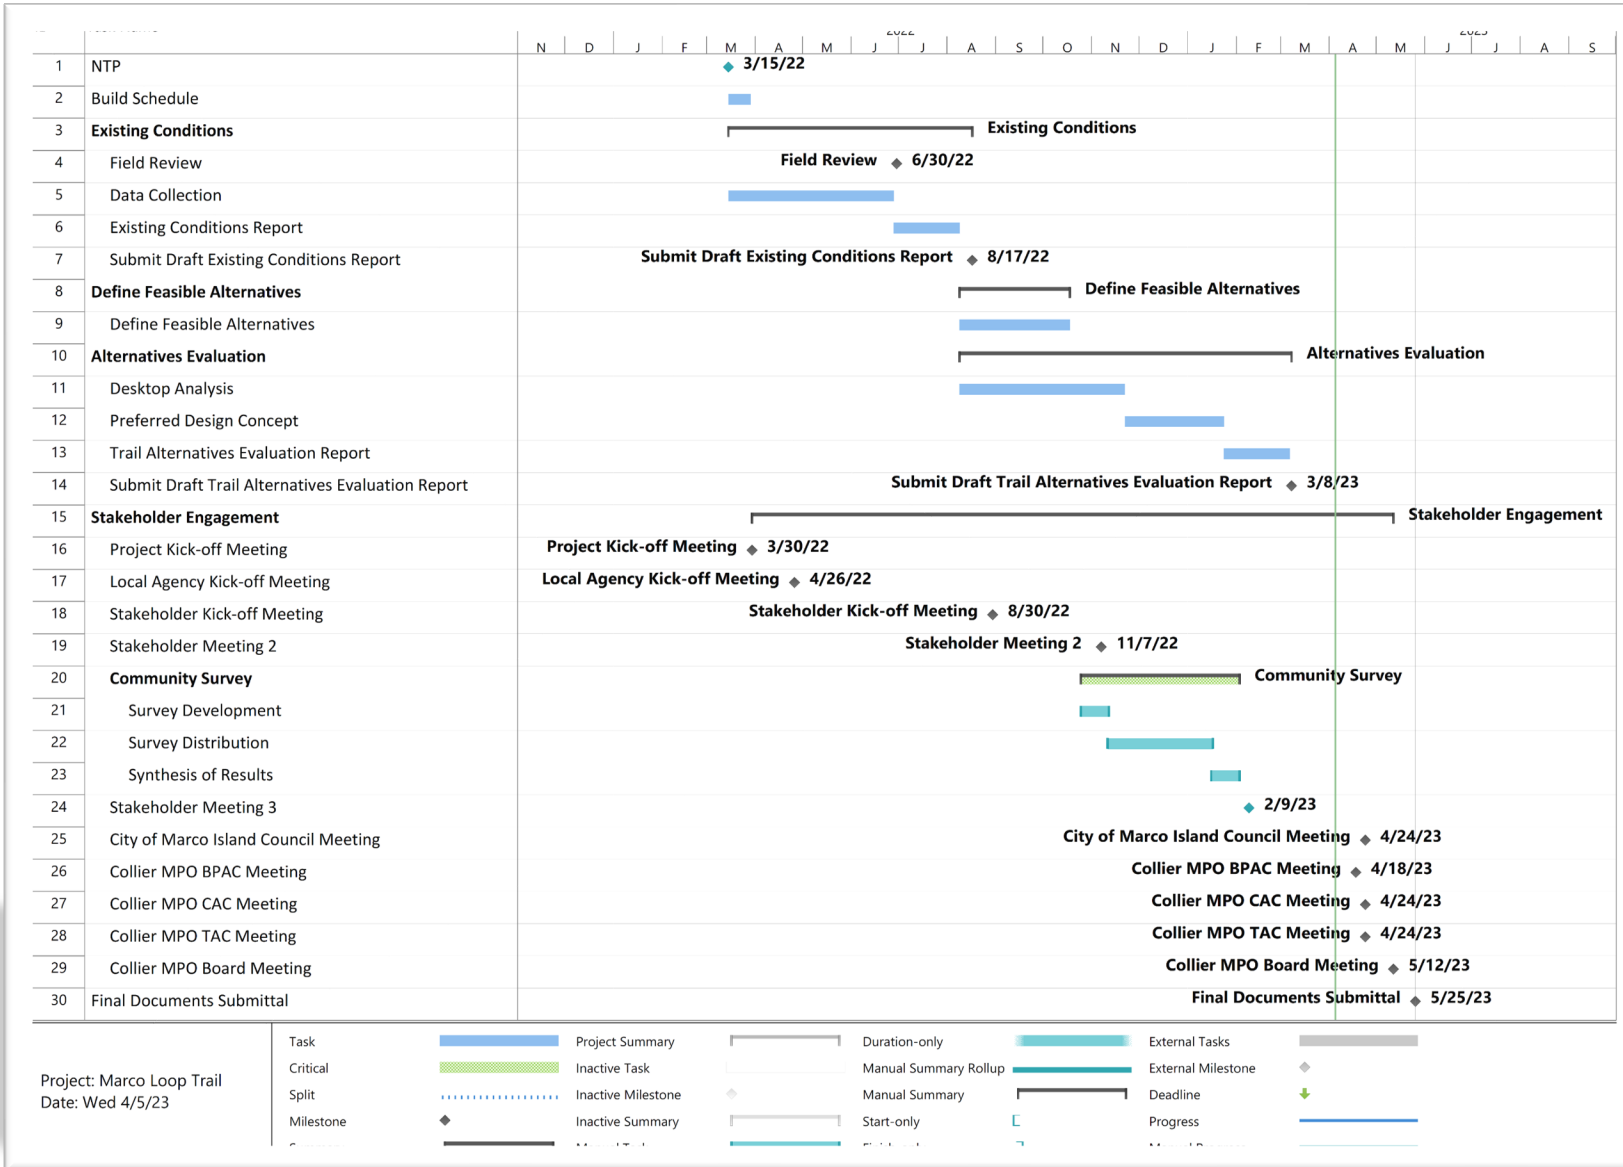 2022
N D J F M A M J J A S O N D J F M A M J J A S
1 NTP 3/15/22
2 Build Schedule
3 Existing Conditions Existing Conditions
4 Field Review Field Review 6/30/22
5 Data Collection
6 Existing Conditions Report
7 Submit Draft Existing Conditions Report Submit Draft Existing Conditions Report 8/17/22
8 Define Feasible Alternatives Define Feasible Alternatives
9 Define Feasible Alternatives
10 Alternatives Evaluation Alternatives Evaluation
11 Desktop Analysis
12 Preferred Design Concept
13 Trail Alternatives Evaluation Report
14 Submit Draft Trail Alternatives Evaluation Report Submit Draft Trail Alternatives Evaluation Report 3/8/23
15 Stakeholder Engagement Stakeholder Engagement
16 Project Kick-off Meeting Project Kick-off Meeting 3/30/22
17 Local Agency Kick-off Meeting Local Agency Kick-off Meeting 4/26/22
18 Stakeholder Kick-off Meeting Stakeholder Kick-off Meeting 8/30/22
19 Stakeholder Meeting 2 Stakeholder Meeting 2 11/7/22
20 Community Survey Community Survey
21 Survey Development
22 Survey Distribution
23 Synthesis of Results
24 Stakeholder Meeting 3 2/9/23
25 City of Marco Island Council Meeting City of Marco Island Council Meeting 4/24/23
26 Collier MPO BPAC Meeting Collier MPO BPAC Meeting 4/18/23
27 Collier MPO CAC Meeting Collier MPO CAC Meeting 4/24/23
28 Collier MPO TAC Meeting Collier MPO TAC Meeting 4/24/23
29 Collier MPO Board Meeting Collier MPO Board Meeting 5/12/23
30 Final Documents Submittal Final Documents Submittal 5/25/23
Project: Marco Loop Trail
Date: Wed 4/5/23
Task Project Summary Duration-only External Tasks
Critical Inactive Task Manual Summary Rollup External Milestone
Split Inactive Milestone Manual Summary Deadline
Milestone Inactive Summary Start-only Progress